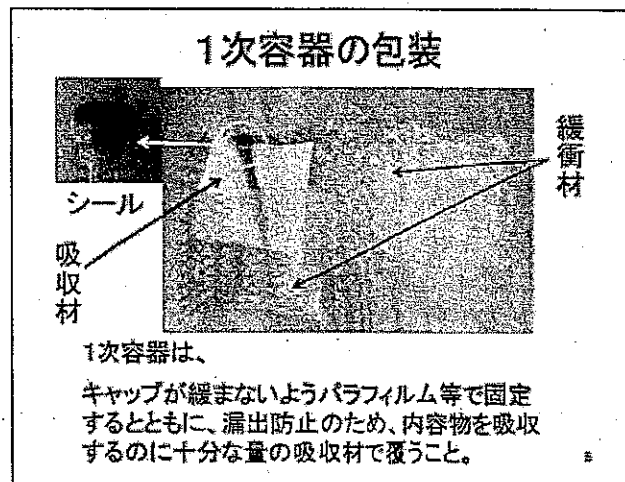 1次容器の包装
緩衝材
シール
吸収材
1次容器は、
キャップが緩まないようパラフィルム等で固定
するとともに、漏出防止のため、内容物を吸収
するのに十分な量の吸収材で覆うこと。